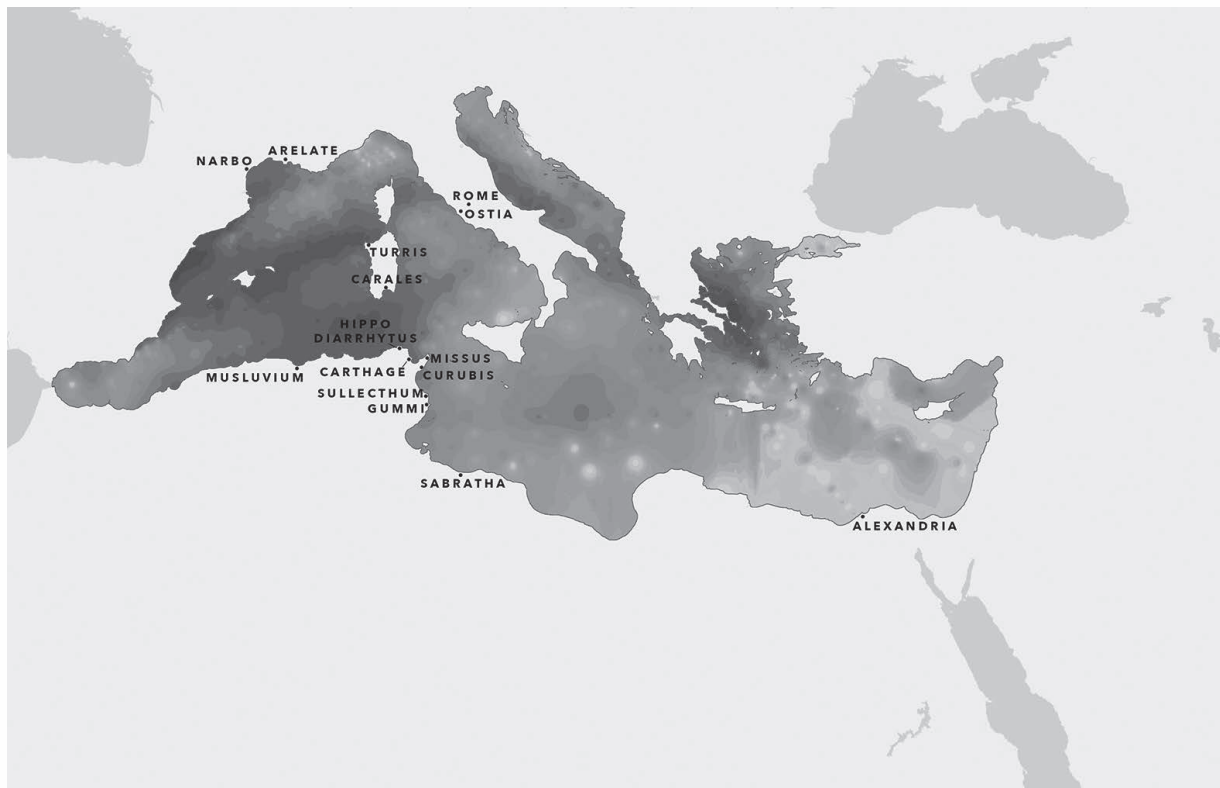 ARELATE
NARBO
ROME
OSTIA
TURRIS
CARALES
HIPPO
DIARRHYTUS
MISSUS
CARTHAGE
CURUBIS
MUSLUVIUM
SULLECTHUM
GUMMI
SABRATHA
ALEXANDRIA